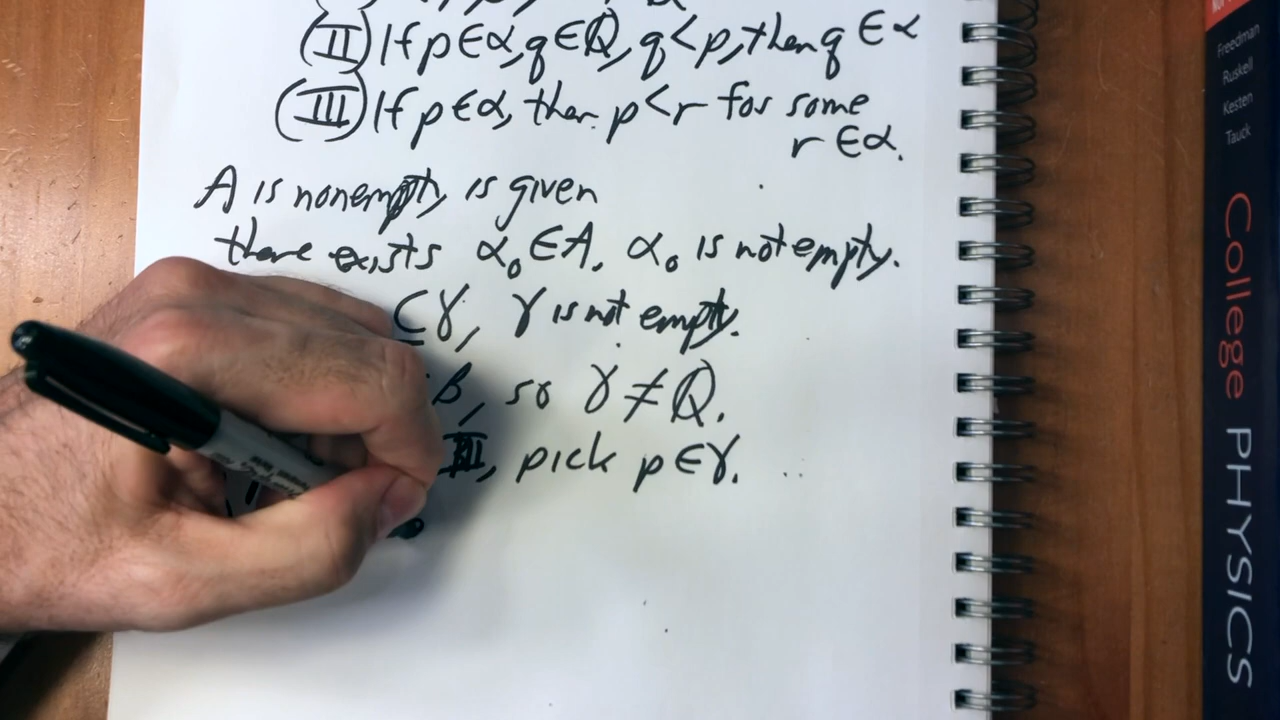 (II) If p∈α, q∈ℚ, q<p, then q∈α
(III) If p∈α, then p<r for some
r∈α.
A is nonempty is given
there exists α₀∈A. α₀ is not empty.
⊆γ, γ is not empty.
β, so γ≠ℚ.
III, pick p∈γ.
Freedman
Ruskell
Kesten
Tauck
College PHYSICS